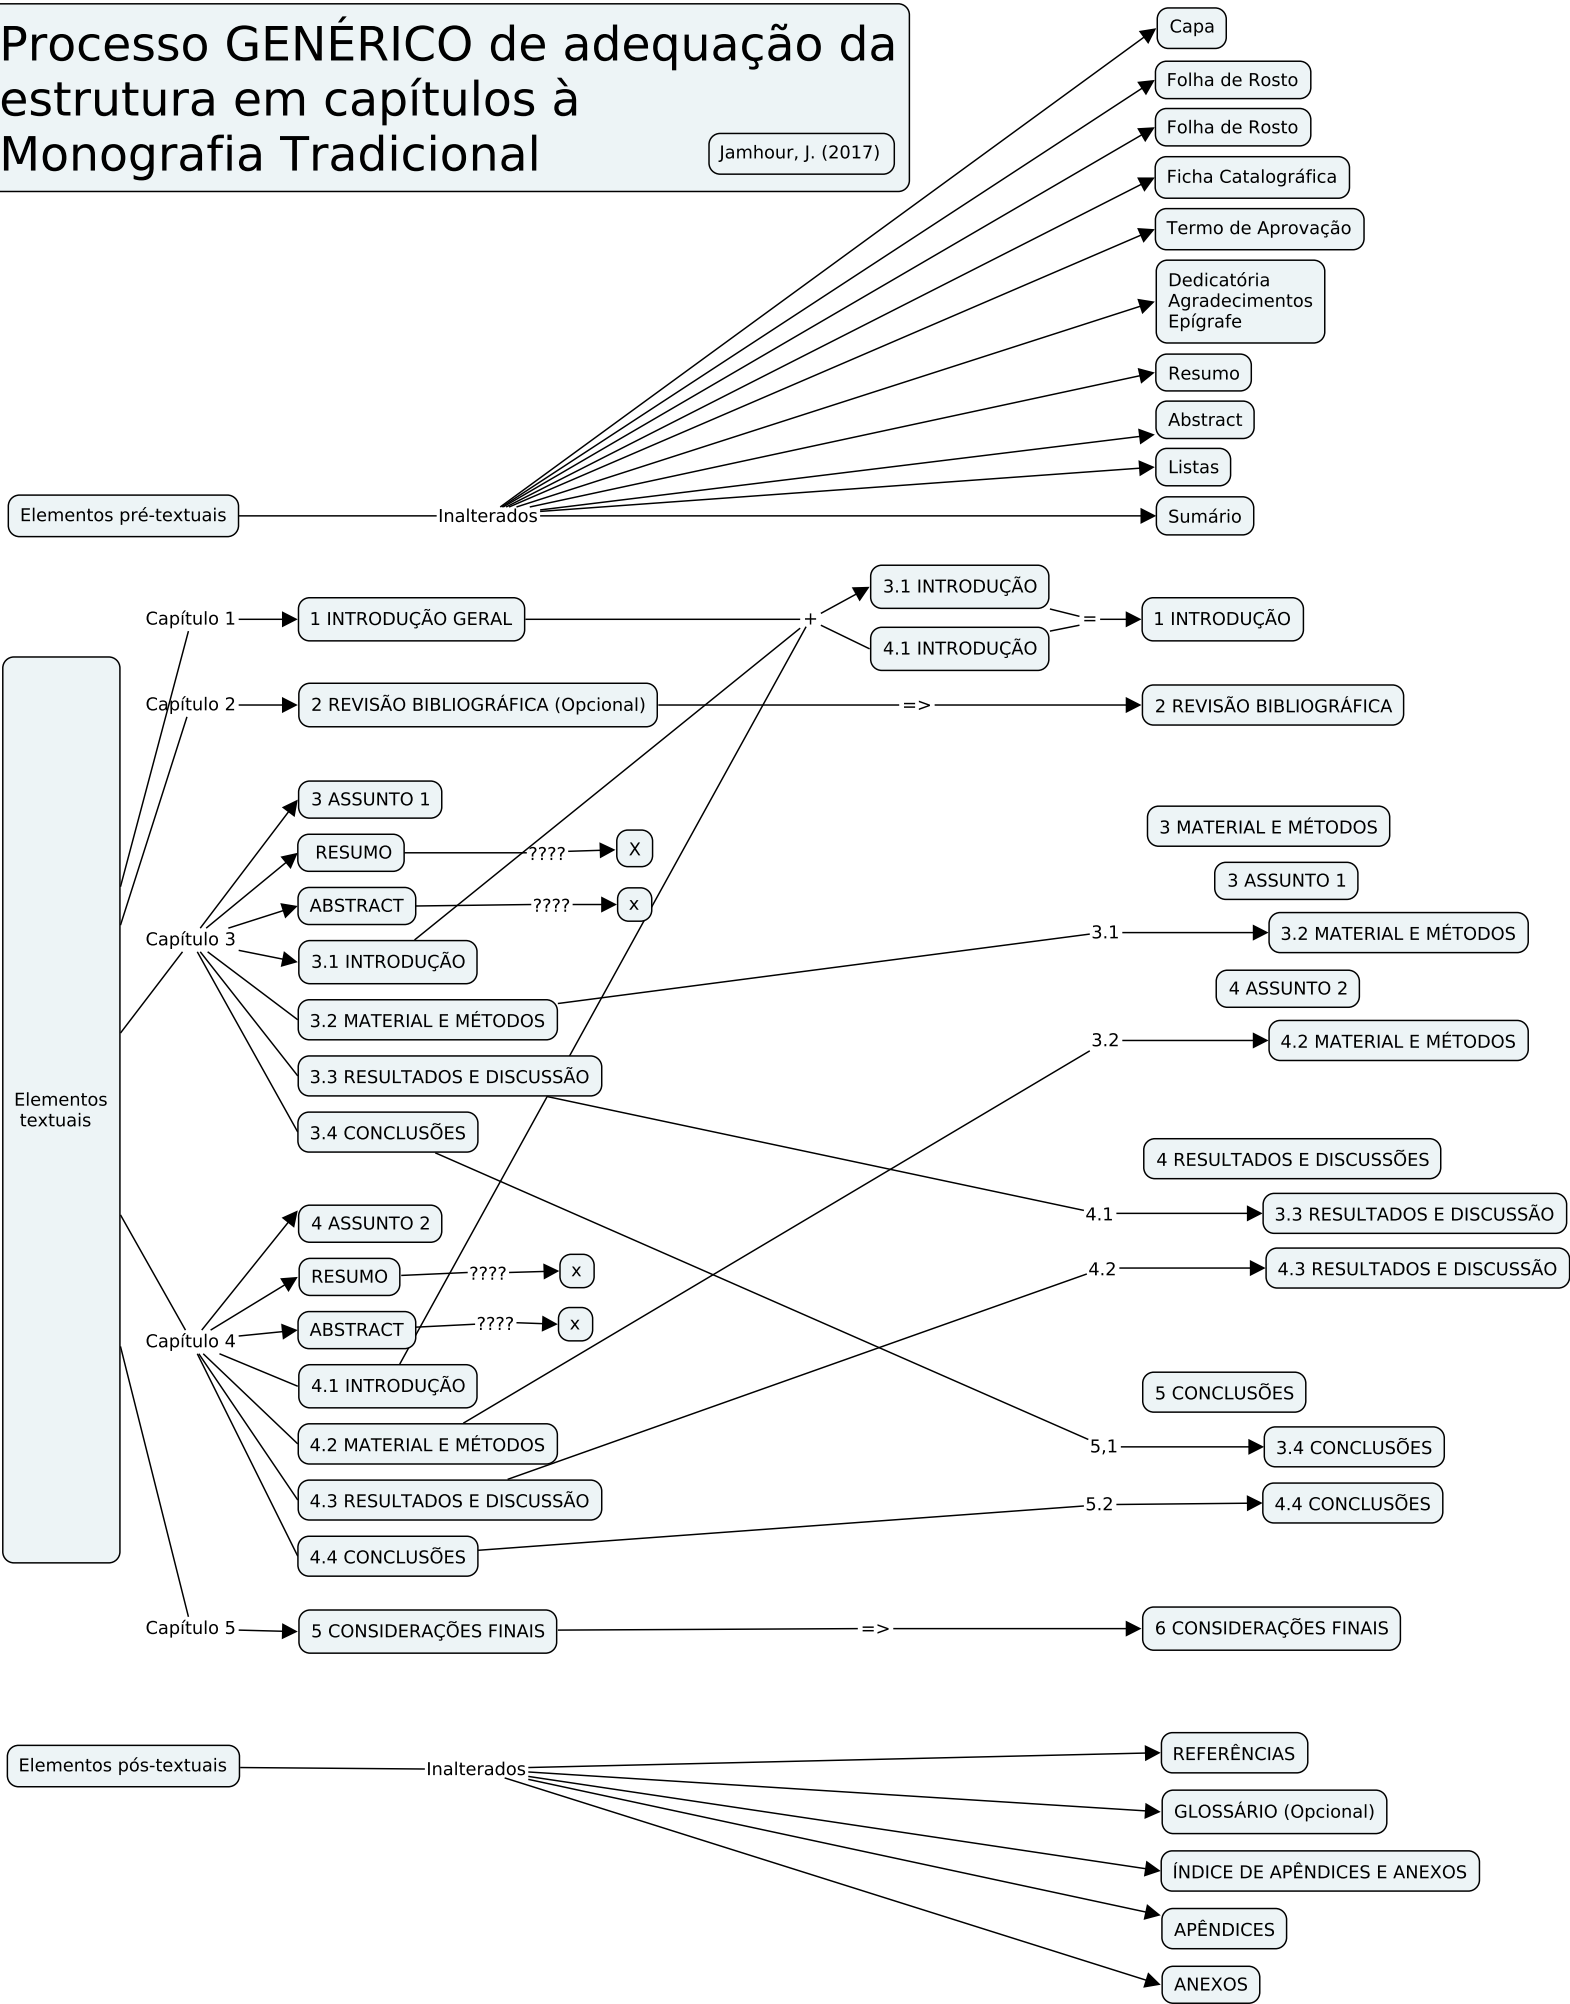 Processo GENÉRICO de adequação da
estrutura em capítulos à
Monografia Tradicional
Jamhour, J. (2017)
Capa
Folha de Rosto
Folha de Rosto
Ficha Catalográfica
Termo de Aprovação
Dedicatória
Agradecimentos
Epígrafe
Resumo
Abstract
Listas
Elementos pré-textuais
Inalterados
Sumário
Elementos
textuais
Capítulo 1
1 INTRODUÇÃO GERAL
+
3.1 INTRODUÇÃO
4.1 INTRODUÇÃO
=
1 INTRODUÇÃO
Capítulo 2
2 REVISÃO BIBLIOGRÁFICA (Opcional)
=>
2 REVISÃO BIBLIOGRÁFICA
Capítulo 3
3 ASSUNTO 1
RESUMO
????
X
ABSTRACT
????
x
3.1 INTRODUÇÃO
3.2 MATERIAL E MÉTODOS
3.3 RESULTADOS E DISCUSSÃO
3.4 CONCLUSÕES
3 MATERIAL E MÉTODOS
3 ASSUNTO 1
3.1
3.2 MATERIAL E MÉTODOS
4 ASSUNTO 2
3.2
4.2 MATERIAL E MÉTODOS
4 RESULTADOS E DISCUSSÕES
4.1
3.3 RESULTADOS E DISCUSSÃO
4.2
4.3 RESULTADOS E DISCUSSÃO
Capítulo 4
4 ASSUNTO 2
RESUMO
????
x
ABSTRACT
????
x
4.1 INTRODUÇÃO
4.2 MATERIAL E MÉTODOS
4.3 RESULTADOS E DISCUSSÃO
4.4 CONCLUSÕES
5 CONCLUSÕES
5,1
3.4 CONCLUSÕES
5.2
4.4 CONCLUSÕES
Capítulo 5
5 CONSIDERAÇÕES FINAIS
=>
6 CONSIDERAÇÕES FINAIS
Elementos pós-textuais
Inalterados
REFERÊNCIAS
GLOSSÁRIO (Opcional)
ÍNDICE DE APÊNDICES E ANEXOS
APÊNDICES
ANEXOS